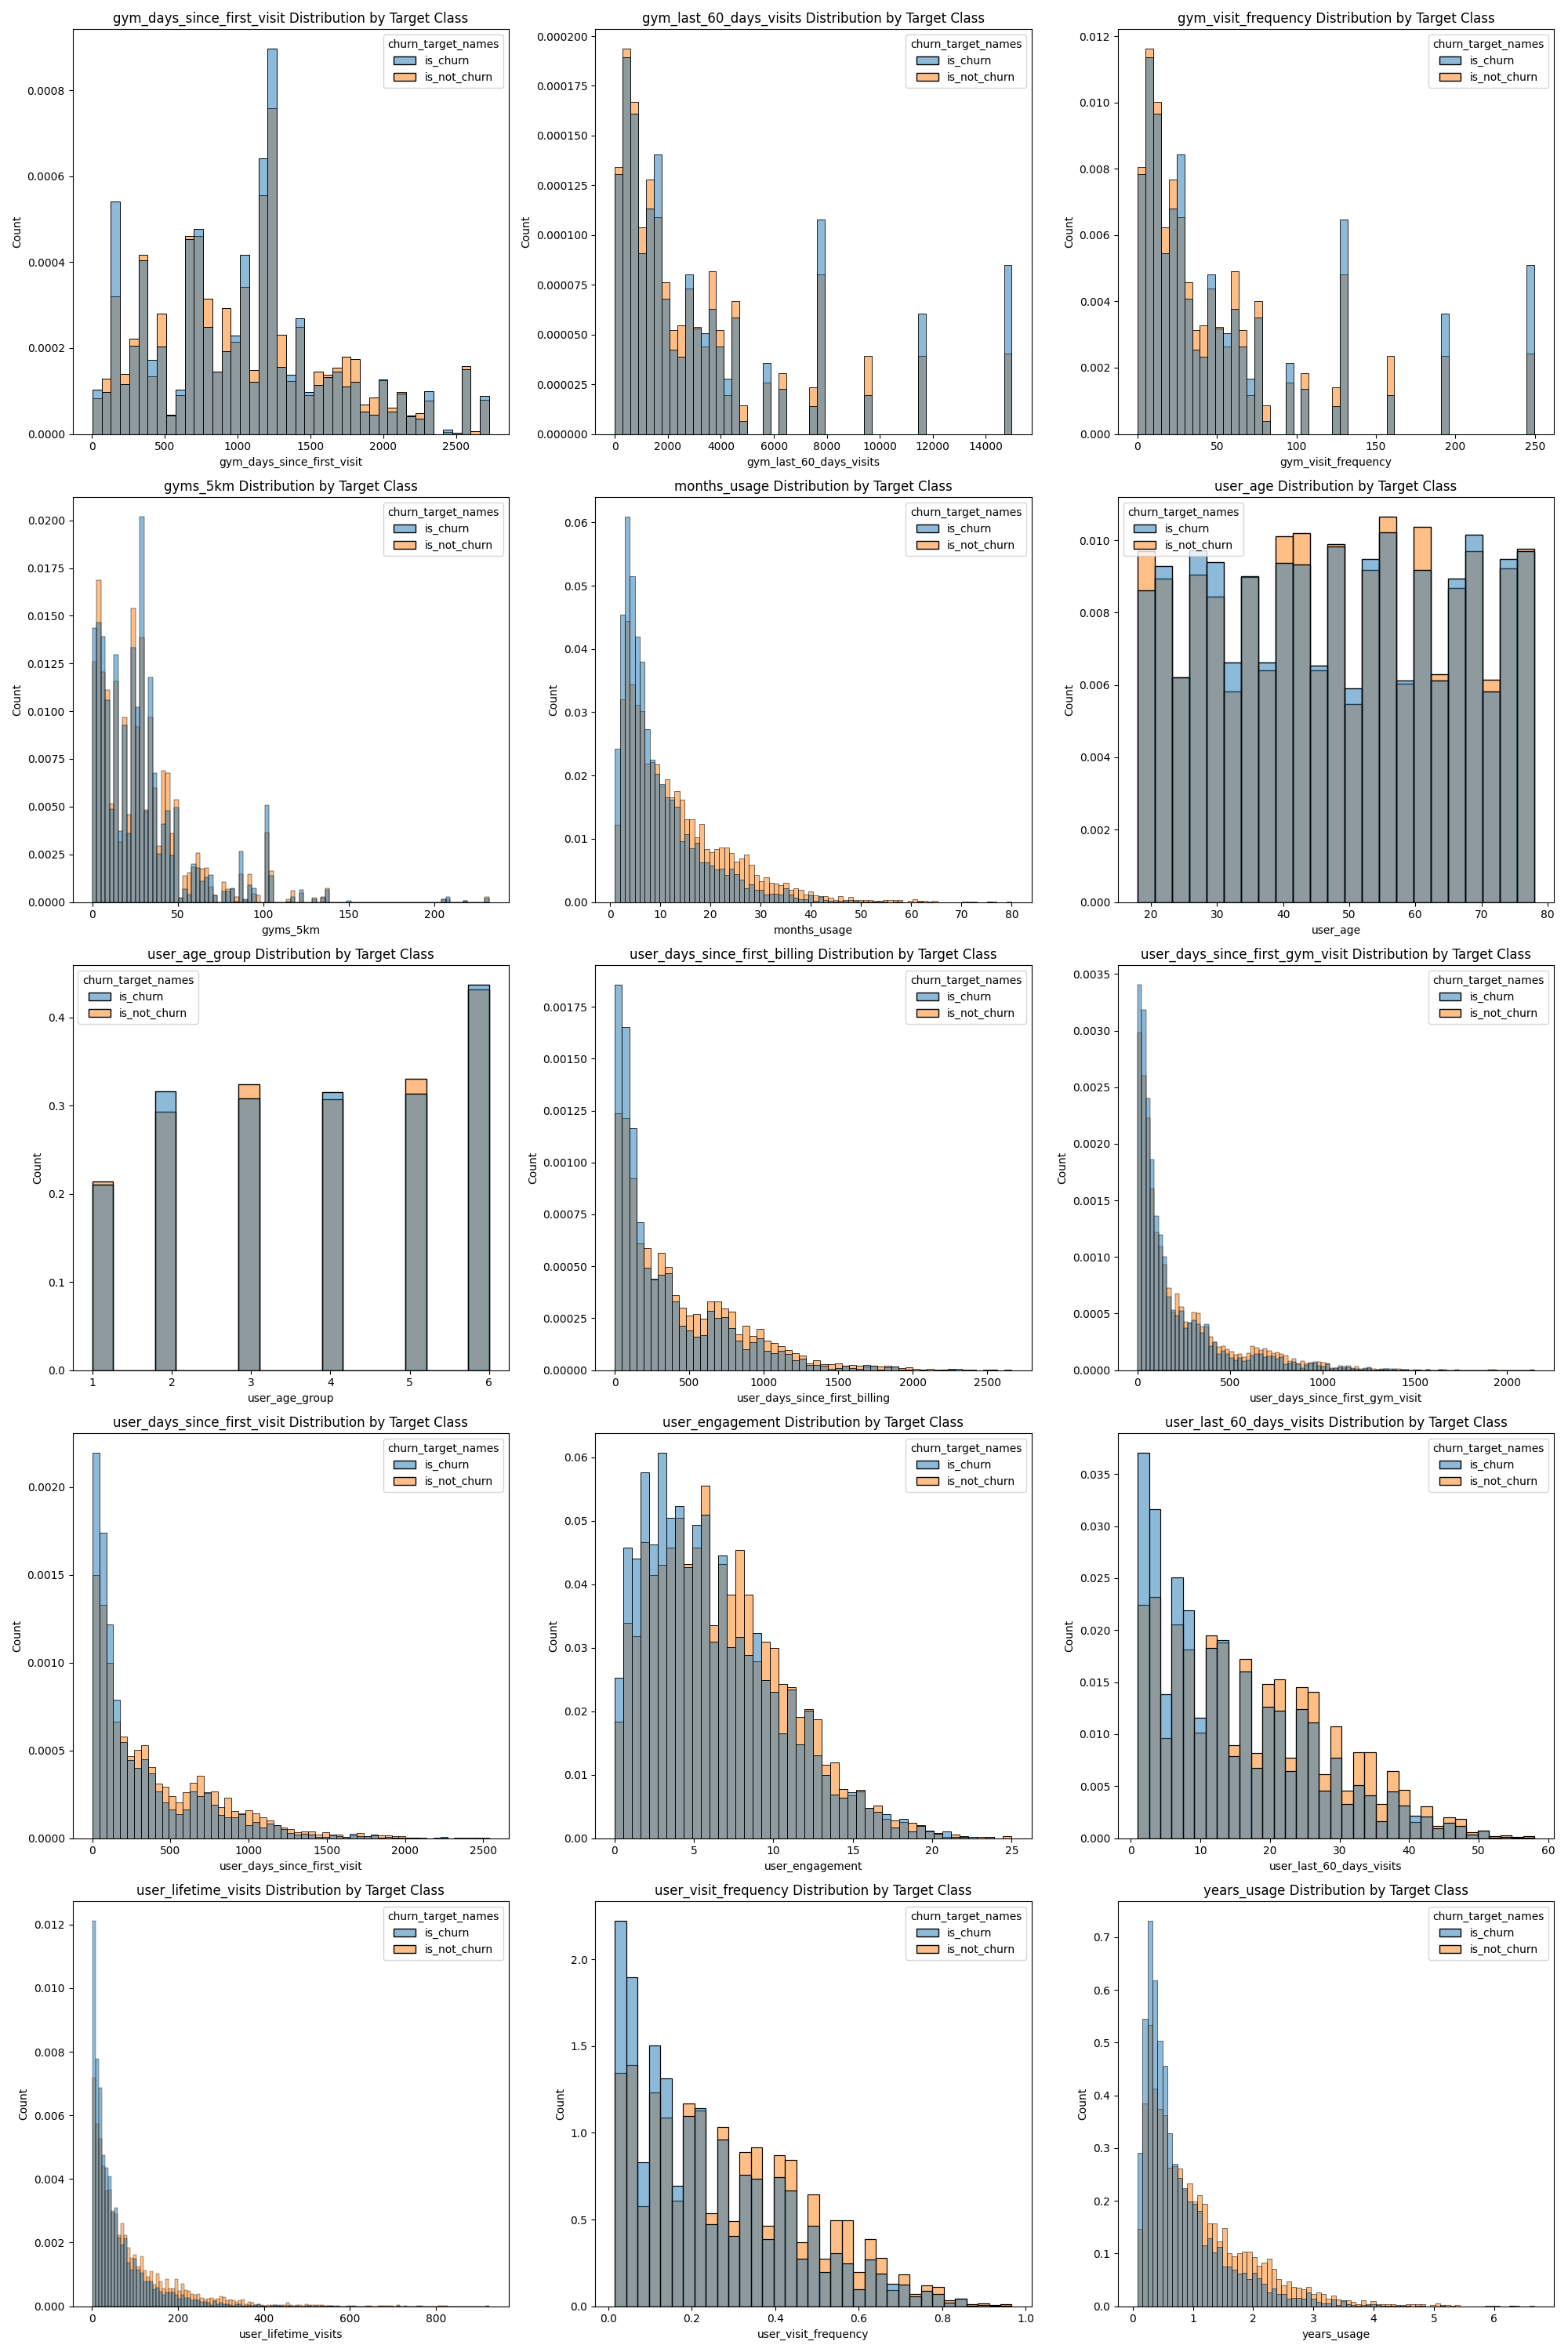 gym_days_since_first_visit Distribution by Target Class
churn_target_names
is_churn
is_not_churn
0.0008
0.0006
0.0004
0.0002
0.0000
Count
0 500 1000 1500 2000 2500
gym_days_since_first_visit
gym_last_60_days_visits Distribution by Target Class
churn_target_names
is_churn
is_not_churn
0.000200
0.000175
0.000150
0.000125
0.000100
0.000075
0.000050
0.000025
0.000000
Count
0 2000 4000 6000 8000 10000 12000 14000
gym_last_60_days_visits
gym_visit_frequency Distribution by Target Class
churn_target_names
is_churn
is_not_churn
0.012
0.010
0.008
0.006
0.004
0.002
0.000
Count
0 50 100 150 200 250
gym_visit_frequency
gyms_5km Distribution by Target Class
churn_target_names
is_churn
is_not_churn
0.0200
0.0175
0.0150
0.0125
0.0100
0.0075
0.0050
0.0025
0.0000
Count
0 50 100 150 200
gyms_5km
months_usage Distribution by Target Class
churn_target_names
is_churn
is_not_churn
0.06
0.05
0.04
0.03
0.02
0.01
0.00
Count
0 10 20 30 40 50 60 70 80
months_usage
user_age Distribution by Target Class
churn_target_names
is_churn
is_not_churn
0.010
0.008
0.006
0.004
0.002
0.000
Count
20 30 40 50 60 70 80
user_age
user_age_group Distribution by Target Class
churn_target_names
is_churn
is_not_churn
0.4
0.3
0.2
0.1
0.0
Count
1 2 3 4 5 6
user_age_group
user_days_since_first_billing Distribution by Target Class
churn_target_names
is_churn
is_not_churn
0.00175
0.00150
0.00125
0.00100
0.00075
0.00050
0.00025
0.00000
Count
0 500 1000 1500 2000 2500
user_days_since_first_billing
user_days_since_first_gym_visit Distribution by Target Class
churn_target_names
is_churn
is_not_churn
0.0035
0.0030
0.0025
0.0020
0.0015
0.0010
0.0005
0.0000
Count
0 500 1000 1500 2000
user_days_since_first_gym_visit
user_days_since_first_visit Distribution by Target Class
churn_target_names
is_churn
is_not_churn
0.0020
0.0015
0.0010
0.0005
0.0000
Count
0 500 1000 1500 2000 2500
user_days_since_first_visit
user_engagement Distribution by Target Class
churn_target_names
is_churn
is_not_churn
0.06
0.05
0.04
0.03
0.02
0.01
0.00
Count
0 5 10 15 20 25
user_engagement
user_last_60_days_visits Distribution by Target Class
churn_target_names
is_churn
is_not_churn
0.035
0.030
0.025
0.020
0.015
0.010
0.005
0.000
Count
0 10 20 30 40 50 60
user_last_60_days_visits
user_lifetime_visits Distribution by Target Class
churn_target_names
is_churn
is_not_churn
0.012
0.010
0.008
0.006
0.004
0.002
0.000
Count
0 200 400 600 800
user_lifetime_visits
user_visit_frequency Distribution by Target Class
churn_target_names
is_churn
is_not_churn
2.0
1.5
1.0
0.5
0.0
Count
0.0 0.2 0.4 0.6 0.8 1.0
user_visit_frequency
years_usage Distribution by Target Class
churn_target_names
is_churn
is_not_churn
0.7
0.6
0.5
0.4
0.3
0.2
0.1
0.0
Count
0 1 2 3 4 5 6
years_usage